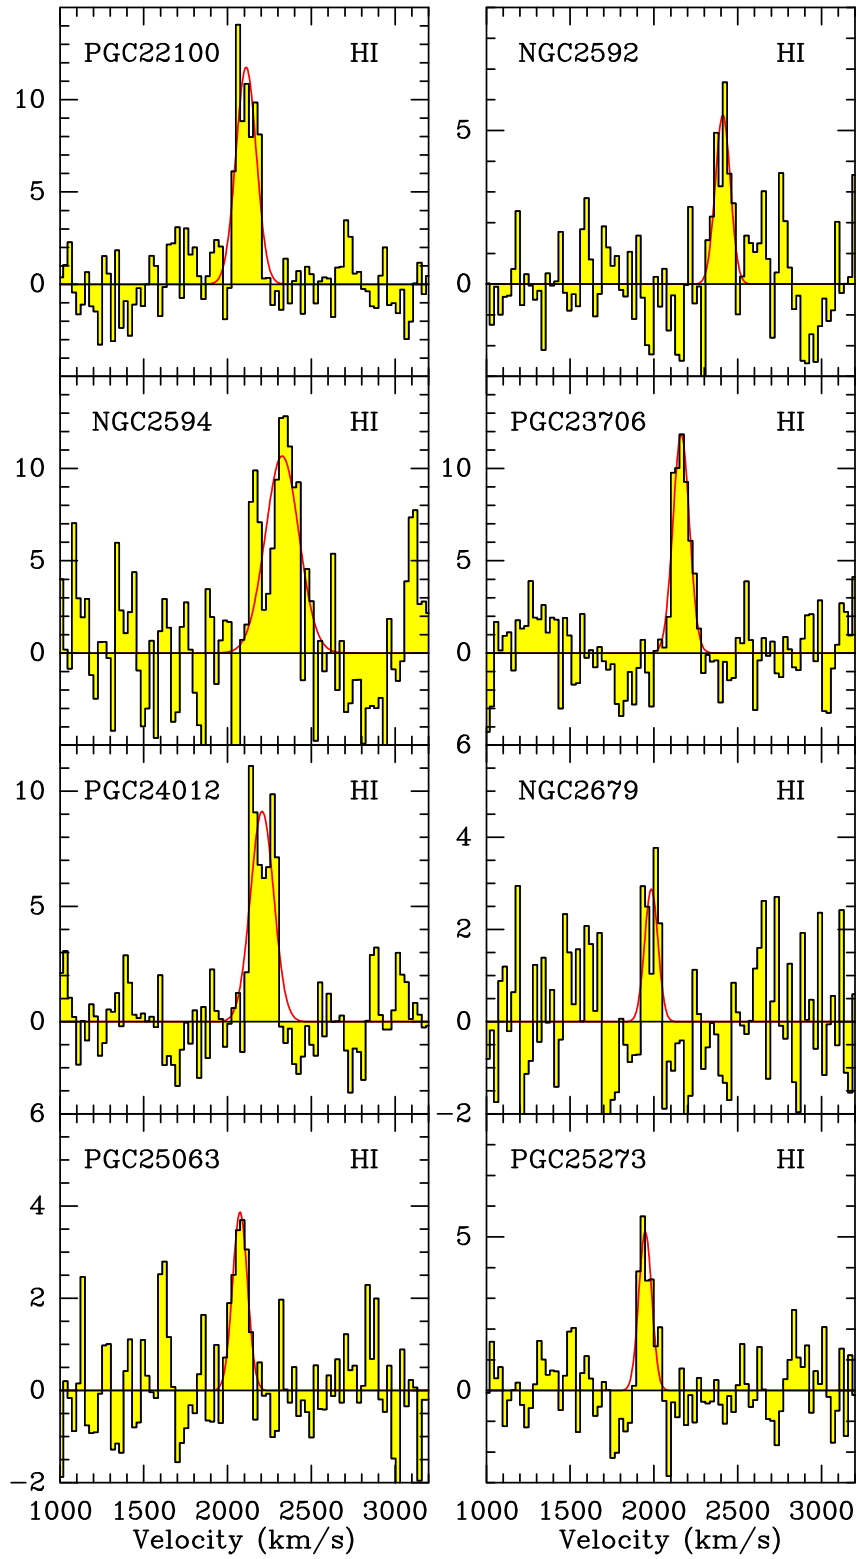 PGC22100 HI
10
5
0
NGC2592 HI
5
0
NGC2594 HI
10
5
0
PGC23706 HI
10
5
0
PGC24012 HI
10
5
0
6
NGC2679 HI
4
2
0
−2
6
PGC25063 HI
4
2
0
−2
1000 1500 2000 2500 3000
Velocity (km/s)
PGC25273 HI
5
0
1000 1500 2000 2500 3000
Velocity (km/s)